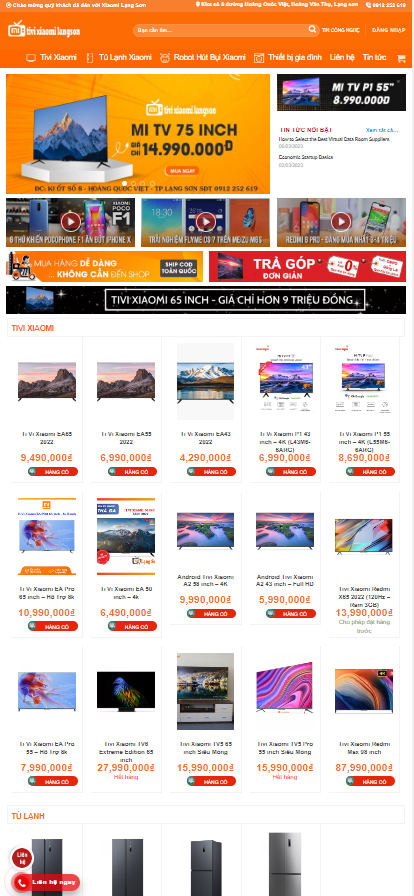 Chào mừng quý khách đã đến với Xiaomi Lạng Sơn
Khu số 8 đường Hoàng Quốc Việt, Hoàng Văn Thụ, Lạng sơn
0912 252 619
mi tivi xiaomi langson
Bạn cần tìm...
TIN CÔNG NGHỆ
ĐĂNG NHẬP
Tivi Xiaomi
Tủ Lạnh Xiaomi
Robot Hút Bụi Xiaomi
Thiết bị gia đình
Liên hệ
Tin tức
tivi xiaomi langson
MI TV 75 INCH
GIÁ CHỈ 14.990.000Đ
MUA NGAY
ĐC: KI ỐT SỐ 8 - HOÀNG QUỐC VIỆT - TP LẠNG SƠN SĐT 0912 252 619
MI TV P1 55"
8.990.000Đ
TIN TỨC NỔI BẬT
Xem tất cả...
How to Select the Best Virtual Data Room Suppliers
Economic Startup Basics
XIAOMI POCO F1
6 THỦ KHIẾN POCOPHONE F1 ĂN ĐỨT IPHONE X
TRẢI NGHIỆM FLYME OS 7 TRÊN MEIZU M6S
REDMI 6 PRO - ĐÁNG MUA NHẤT 3-4 TRIỆU
MUA HÀNG DỄ DÀNG
... KHÔNG CẦN ĐẾN SHOP
SHIP COD TOÀN QUỐC
TRẢ GÓP
ĐƠN GIẢN
TIVI XIAOMI 65 INCH - GIÁ CHỈ HƠN 9 TRIỆU ĐỒNG
TIVI XIAOMI
Ti Vi Xiaomi EA65 2022
9,490,000₫
HÀNG CÓ
Ti Vi Xiaomi EA55 2022
6,990,000₫
HÀNG CÓ
Ti Vi Xiaomi EA43 2022
4,290,000₫
HÀNG CÓ
Ti Vi Xiaomi P1 43 inch – 4K (L43M6-6ARG)
6,990,000₫
HÀNG CÓ
Ti Vi Xiaomi P1 55 inch – 4K (L55M6-6ARG)
8,690,000₫
HÀNG CÓ
Ti Vi Xiaomi EA Pro 65 inch – Hỗ Trợ 8k
10,990,000₫
HÀNG CÓ
Ti Vi Xiaomi EA 50 inch – 4k
6,490,000₫
HÀNG CÓ
Android Tivi Xiaomi A2 58 inch – 4K
9,990,000₫
HÀNG CÓ
Android Tivi Xiaomi A2 43 inch – Full HD
5,990,000₫
HÀNG CÓ
Tivi Xiaomi Redmi X65 2022 (120Hz – Ram 3GB)
13,990,000₫
Cho phép đặt hàng trước
Ti Vi Xiaomi EA Pro 55 – Hỗ Trợ 8k
7,990,000₫
HÀNG CÓ
Tivi Xiaomi TV6 Extreme Edition 65 inch
27,990,000₫
Hết hàng
Tivi Xiaomi TV5 65 inch Siêu Mỏng
15,990,000₫
HÀNG CÓ
Tivi Xiaomi TV5 Pro 55 inch Siêu Mỏng
15,990,000₫
Hết hàng
4K
Tivi Xiaomi Redmi Max 98 inch
87,990,000₫
HÀNG CÓ
TỦ LẠNH
Liên hệ
Liên hệ ngay